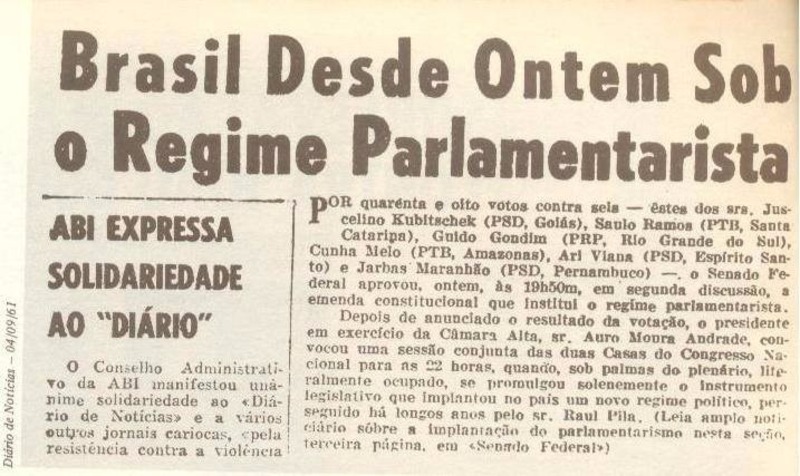 Brasil Desde Ontem Sob
o Regime Parlamentarista
ABI EXPRESSA
SOLIDARIEDADE
AO "DIÁRIO"
O Conselho Administrati-
vo da ABI manifestou uná-
nime solidariedade ao «Diá-
rio de Notícias» e a vários
outros jornais cariocas, «pela
resistência contra a violência
POR quarénta e oito votos contra seis — êstes dos srs. Jus-
celino Kubitschek (PSD, Goiás), Saulo Ramos (PTB, Santa
Catarina), Guido Gondim (PRP, Rio Grande do Sul),
Cunha Melo (PTB, Amazonas), Ari Viana (PSD, Espírito San-
to) e Jarbas Maranhão (PSD, Pernambuco) —. o Senado Fe-
deral aprovou, ontem, às 19h50m, em segunda discussão, a
emenda constitucional que institui o regime parlamentarista.
Depois de anunciado o resultado da votação, o presidente
em exercício da Câmara Alta, sr. Auro Moura Andrade, con-
vocou uma sessão conjunta das duas Casas do Congresso Na-
cional para as 22 horas, quando, sob palmas do plenário, lite-
ralmente ocupado, se promulgou solenemente o instrumento
legislativo que implantou no país um novo regime político, per-
seguido há longos anos pelo sr. Raul Pila. (Leia amplo noti-
ciário sôbre a implantação do parlamentarismo nesta seção,
terceira página, em «Senado Federal»)
Diário de Notícias – 04/09/61